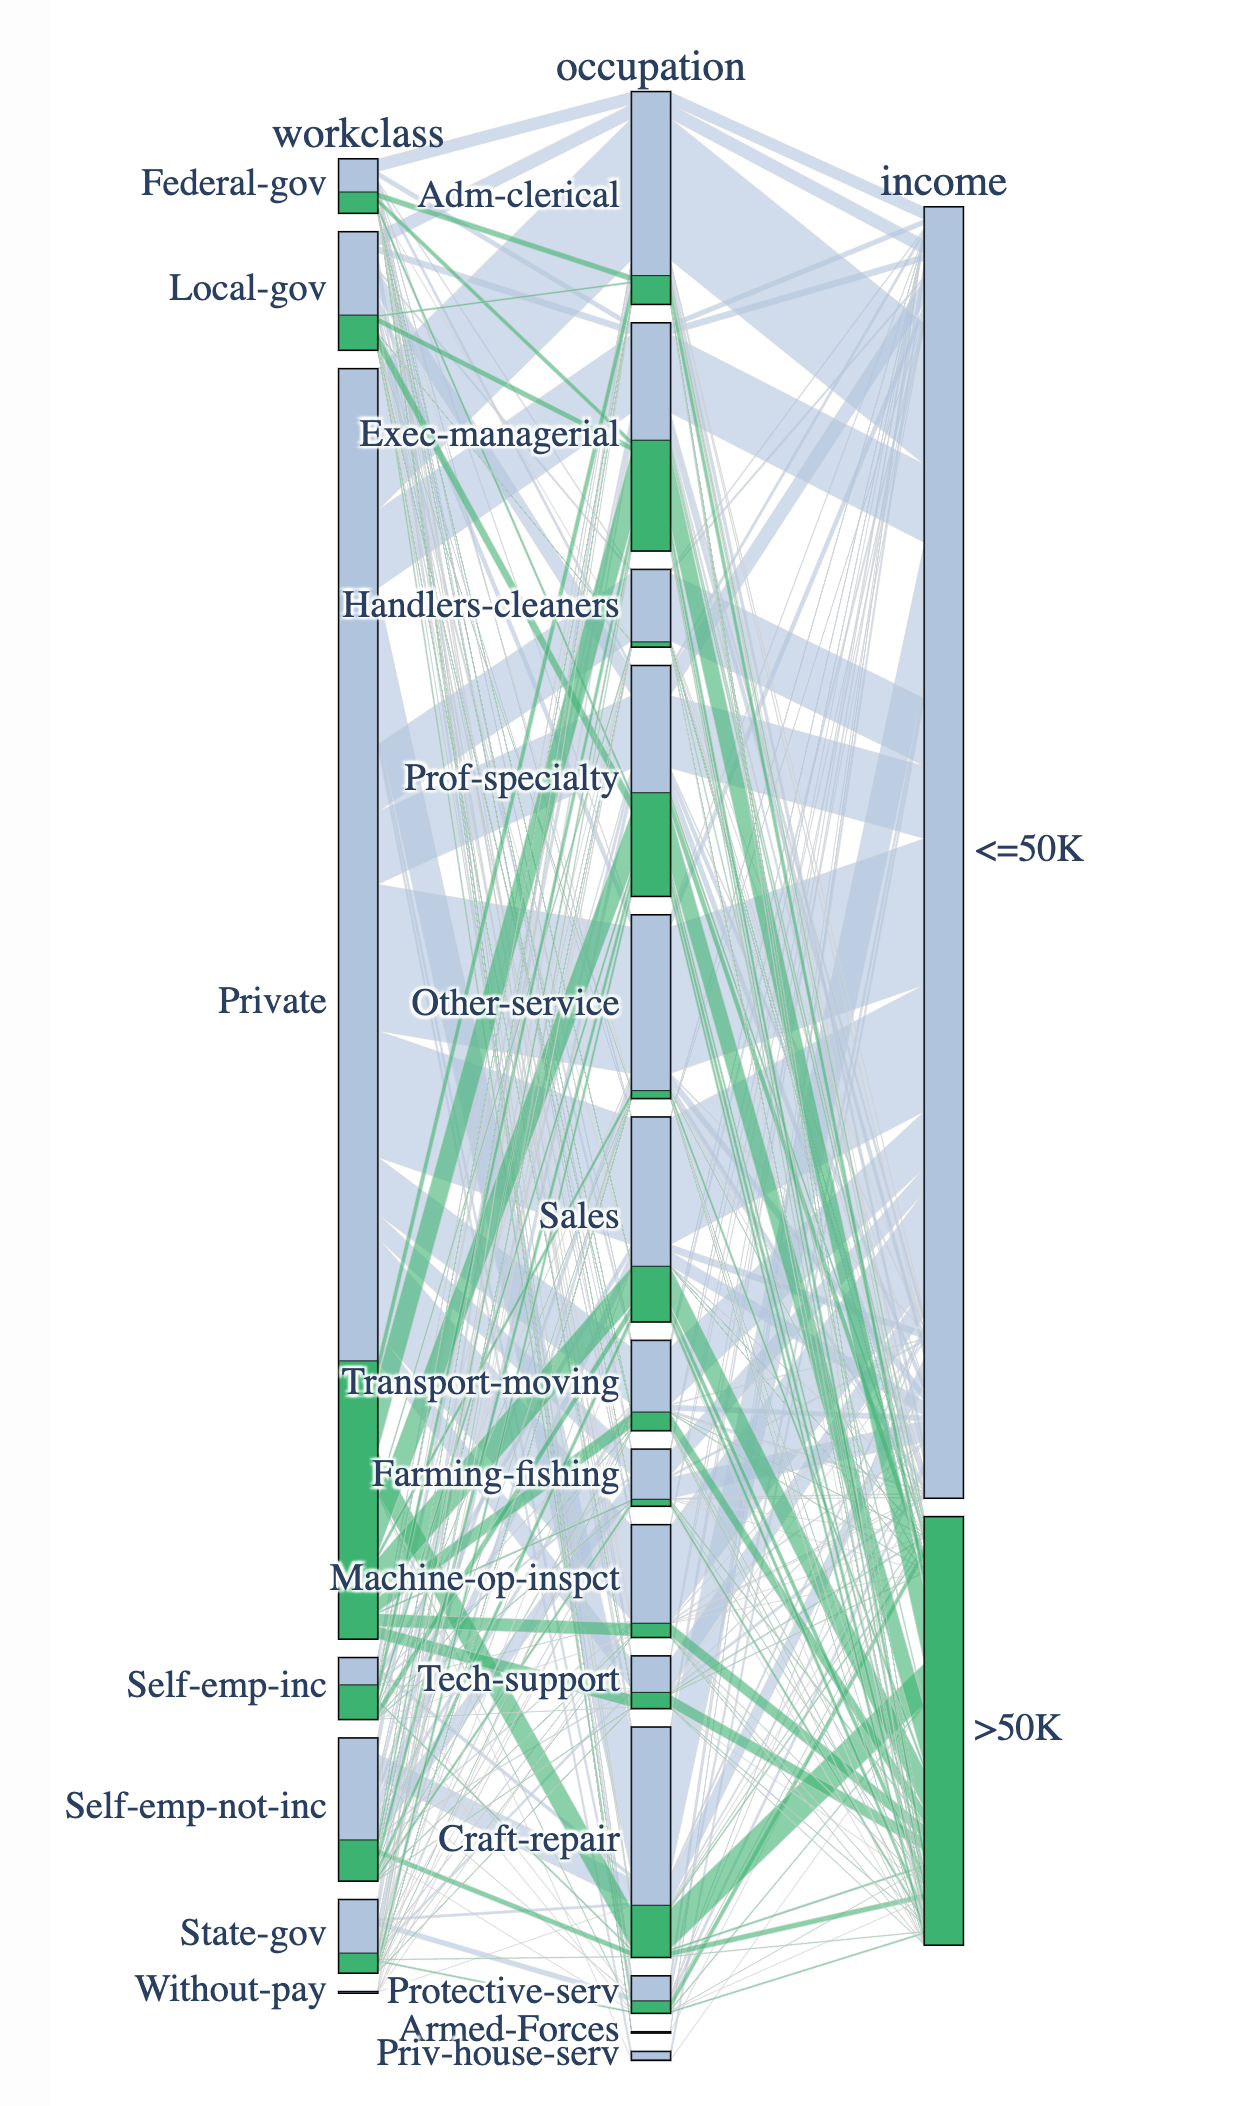 occupation
workclass
income
Federal-gov
Adm-clerical
Local-gov
Exec-managerial
Handlers-cleaners
Prof-specialty
<=50K
Private
Other-service
Sales
Transport-moving
Farming-fishing
Machine-op-inspct
Self-emp-inc
Tech-support
>50K
Self-emp-not-inc
Craft-repair
State-gov
Without-pay
Protective-serv
Armed-Forces
Priv-house-serv